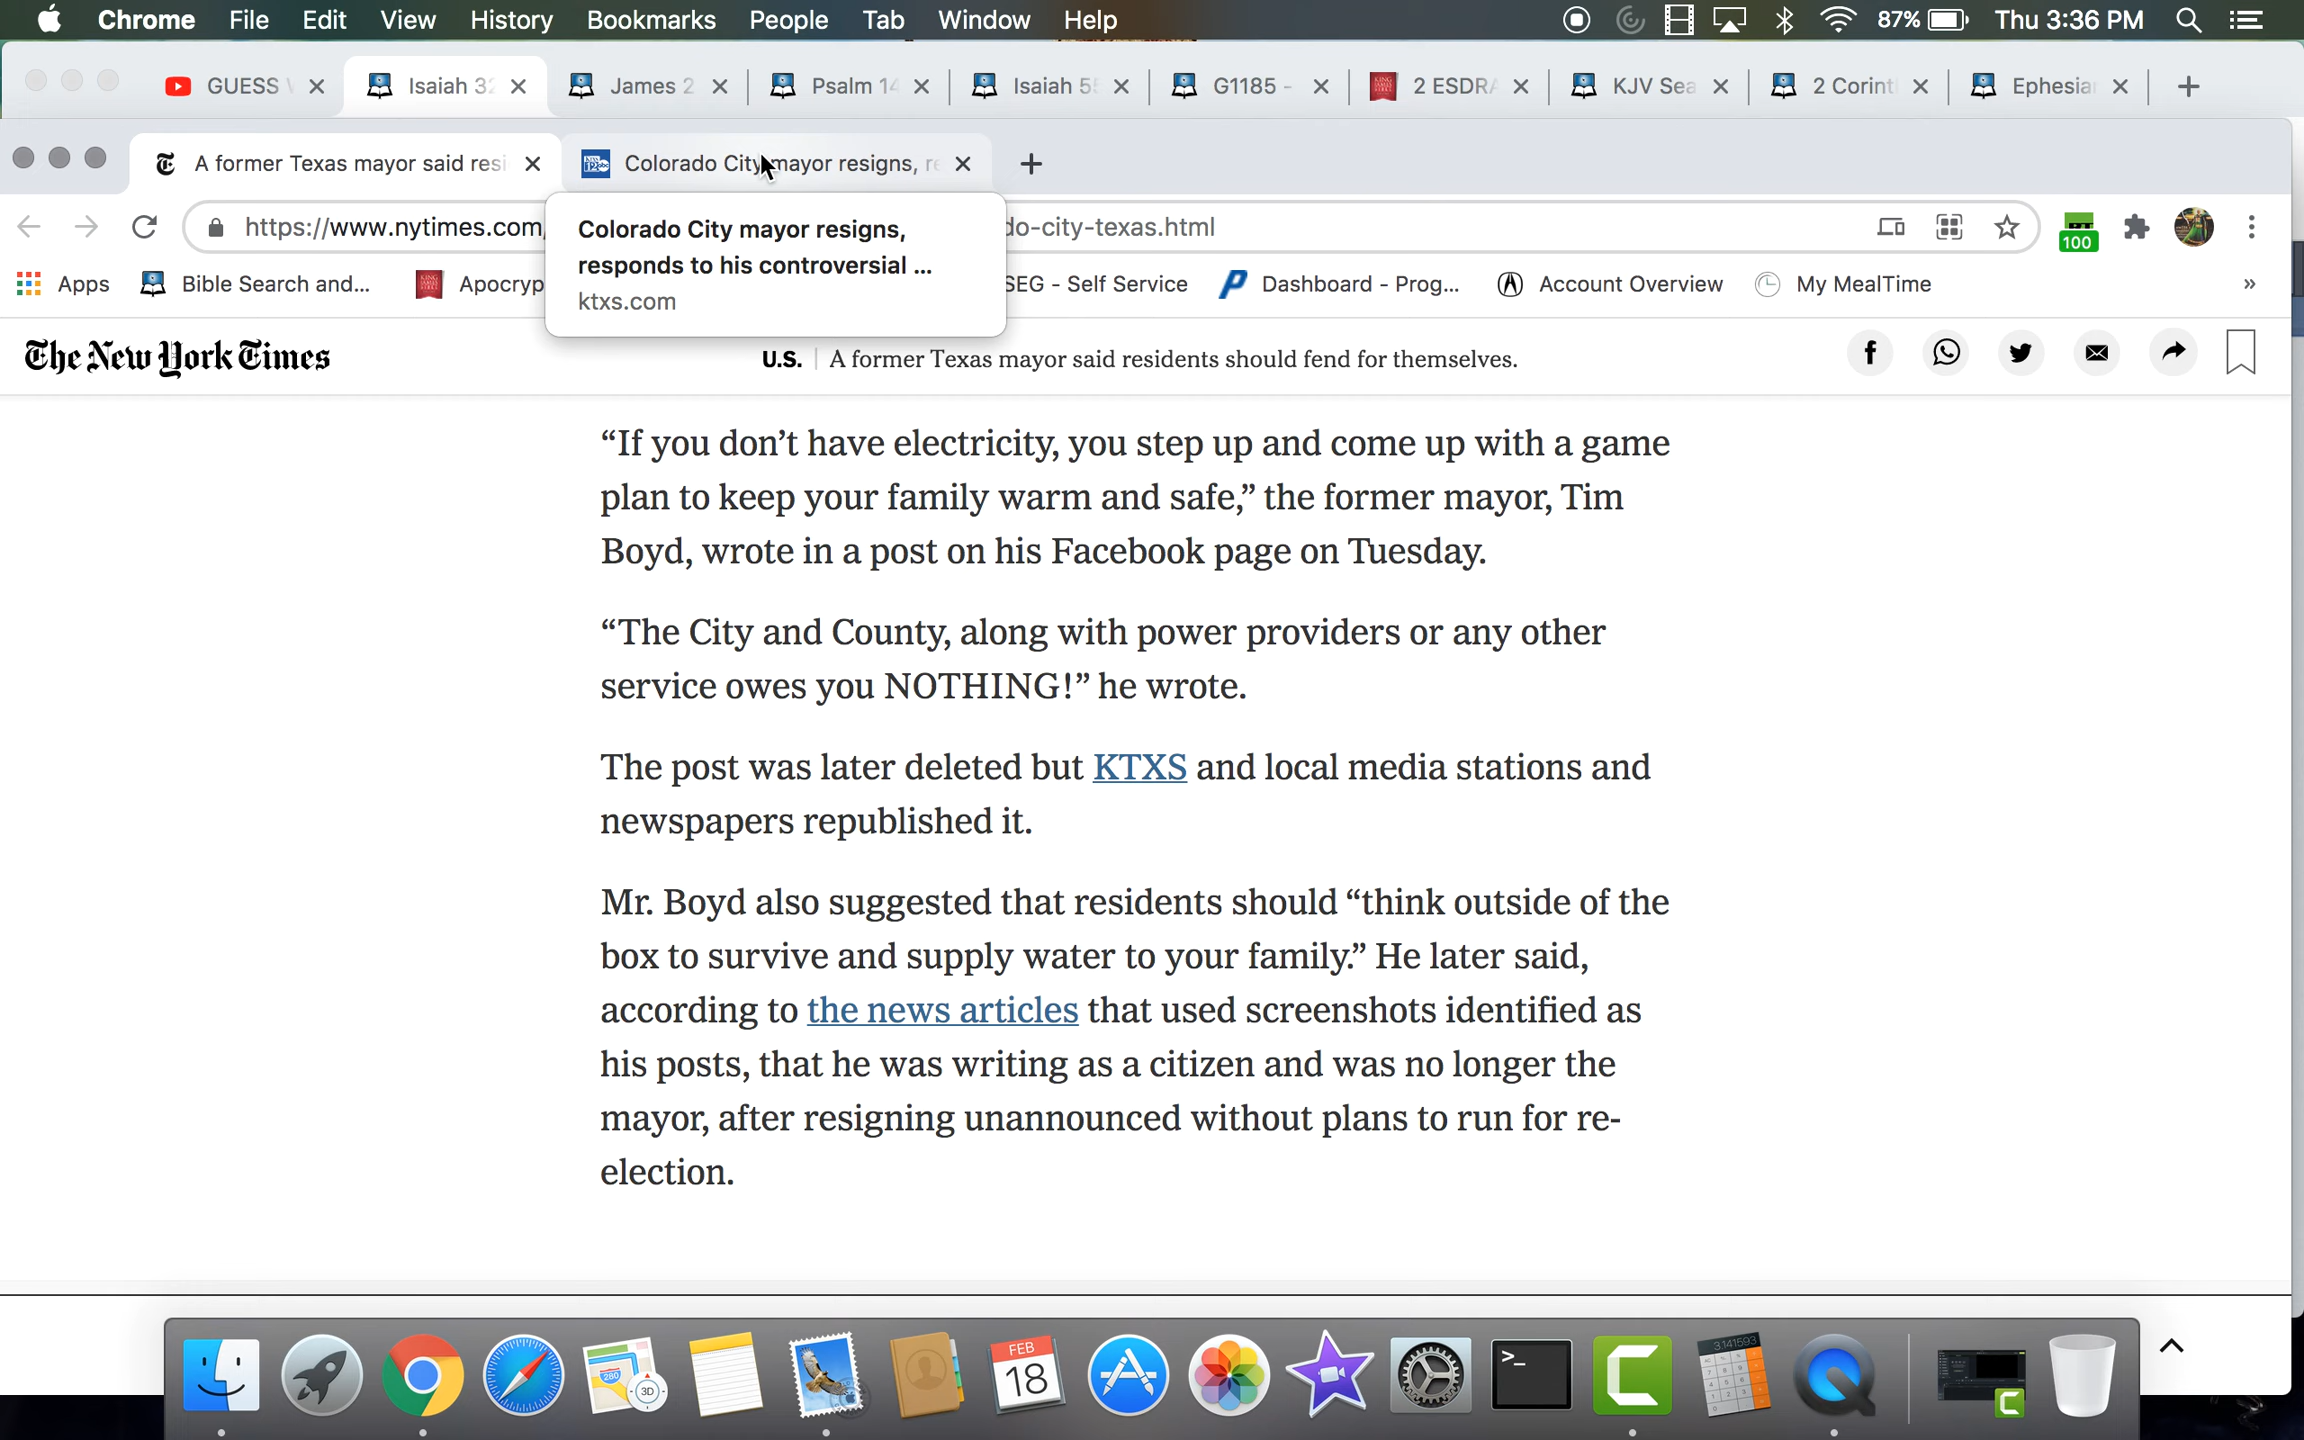 Chrome File Edit View History Bookmarks People Tab Window Help 87% Thu 3:36 PM
GUESS Isaiah 32 James 2 Psalm 14 Isaiah 55 G1185 - 2 ESDRA KJV Sea 2 Corint Ephesian
A former Texas mayor said resi Colorado City mayor resigns, re
https://www.nytimes.com/ do-city-texas.html 100
Colorado City mayor resigns,
responds to his controversial ...
ktxs.com
Apps Bible Search and... Apocryp SEG - Self Service Dashboard - Prog... Account Overview My MealTime »
The New York Times U.S. A former Texas mayor said residents should fend for themselves.
“If you don’t have electricity, you step up and come up with a game
plan to keep your family warm and safe,” the former mayor, Tim
Boyd, wrote in a post on his Facebook page on Tuesday.
“The City and County, along with power providers or any other
service owes you NOTHING!” he wrote.
The post was later deleted but KTXS and local media stations and
newspapers republished it.
Mr. Boyd also suggested that residents should “think outside of the
box to survive and supply water to your family.” He later said,
according to the news articles that used screenshots identified as
his posts, that he was writing as a citizen and was no longer the
mayor, after resigning unannounced without plans to run for re-
election.
280 3D FEB 18 >_ 3.141593